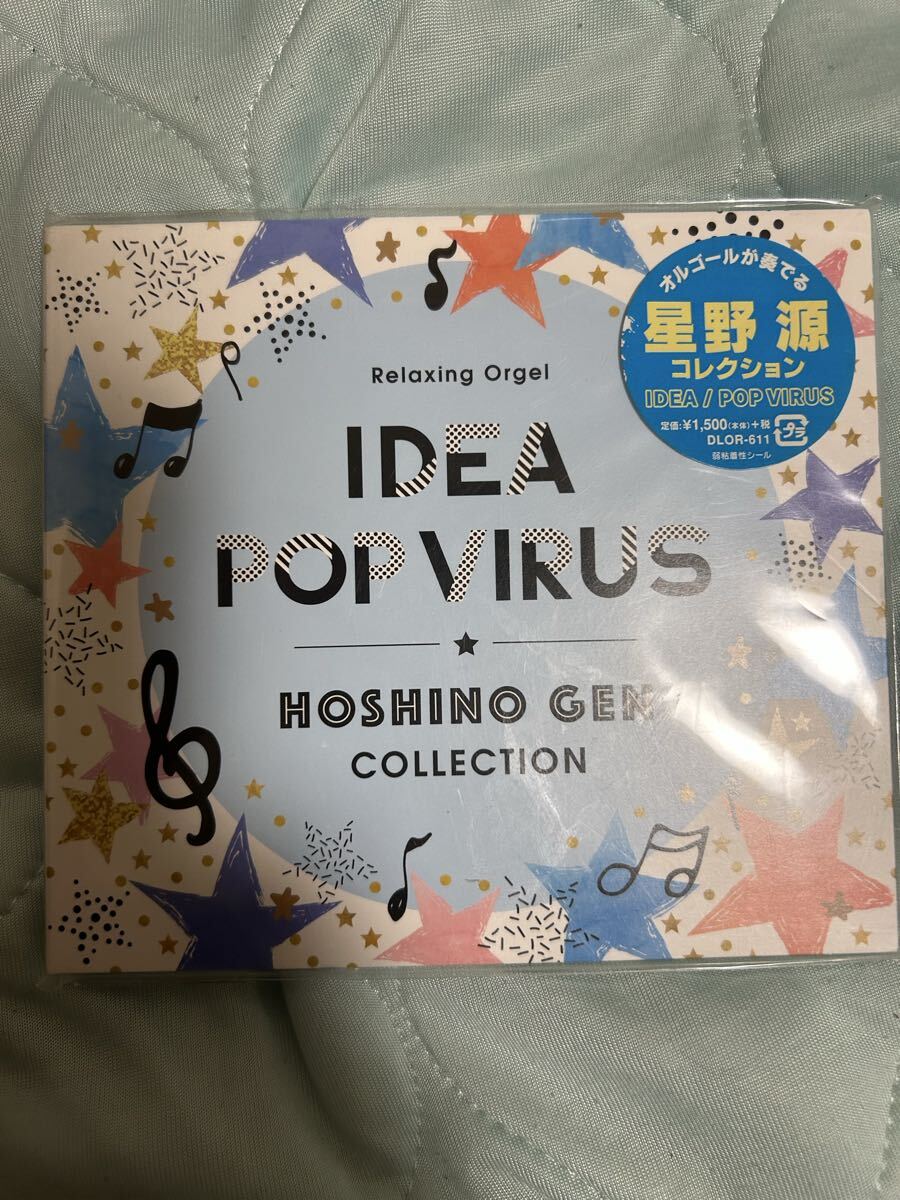 オルゴールが奏でる
星野 源
コレクション
IDEA / POP VIRUS
定価:¥1,500(本体)+税
DLOR-611
プラ
弱粘着性シール
Relaxing Orgel
IDEA
POP VIRUS
HOSHINO GEN
COLLECTION